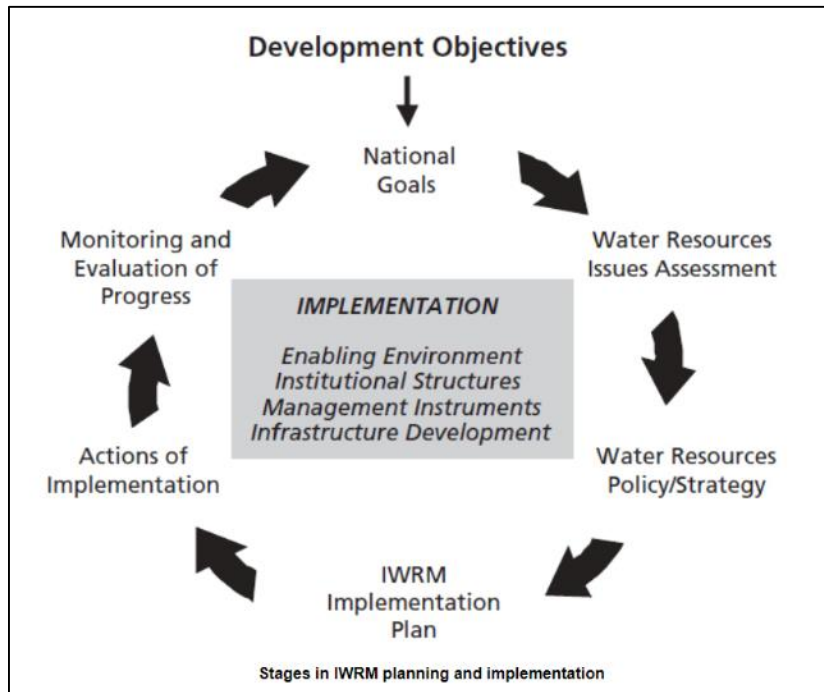 Development Objectives
National
Goals
Water Resources
Issues Assessment
Water Resources
Policy/Strategy
IWRM
Implementation
Plan
Actions of
Implementation
Monitoring and
Evaluation of
Progress
IMPLEMENTATION
Enabling Environment
Institutional Structures
Management Instruments
Infrastructure Development
Stages in IWRM planning and implementation